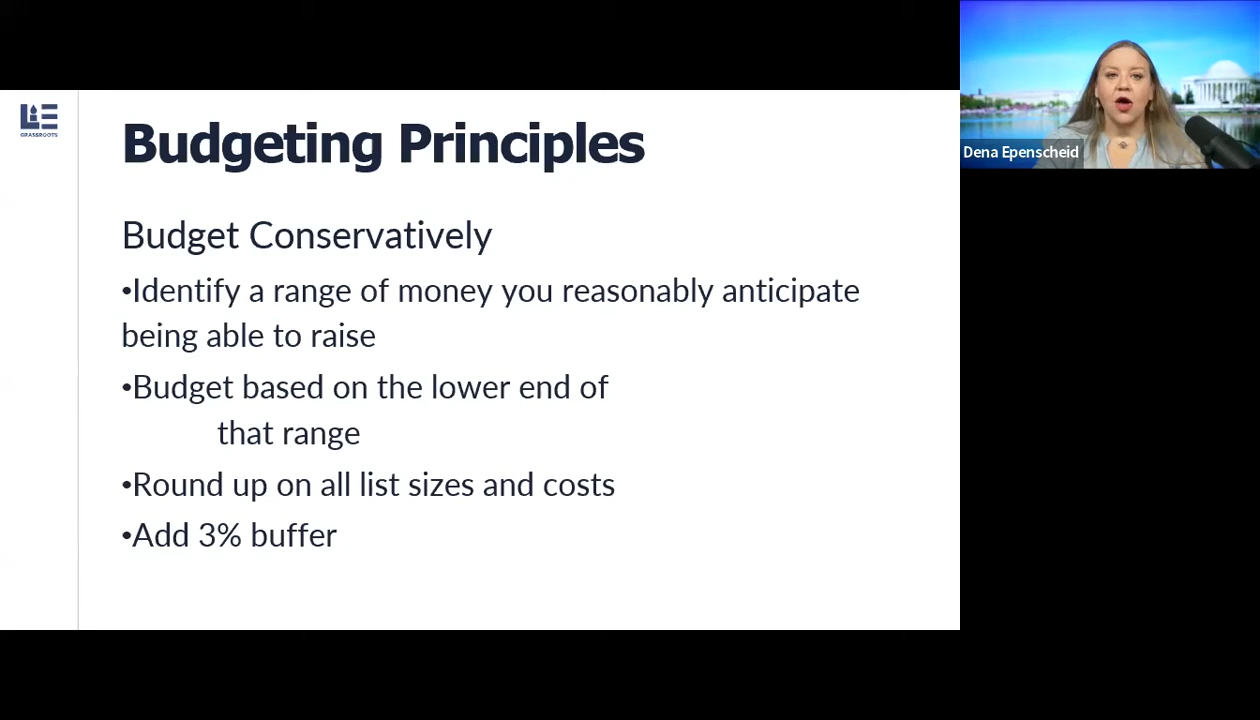 GRASSROOTS
Budgeting Principles
Budget Conservatively
•Identify a range of money you reasonably anticipate
being able to raise
•Budget based on the lower end of
that range
•Round up on all list sizes and costs
•Add 3% buffer
Dena Epenscheid